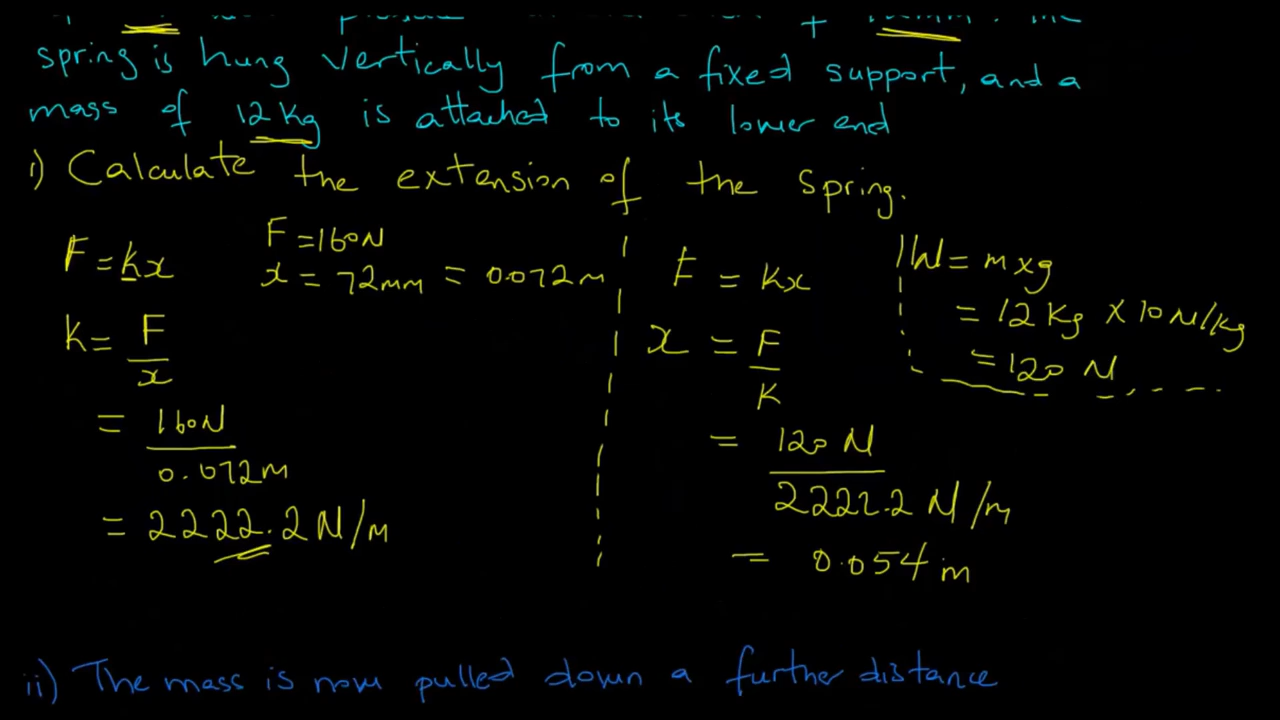 spring is hung vertically from a fixed support, and a
mass of 12 kg is attached to its lower end
i) Calculate the extension of the spring.
F = kx
k = F / x
= 160N / 0.072m
= 2222.2 N/m
F = 160N
x = 72mm = 0.072m
F = kx
x = F / K
= 120 N / 2222.2 N/m
= 0.054 m
W = m x g
= 12 Kg x 10 N/kg
= 120 N
ii) The mass is now pulled down a further distance